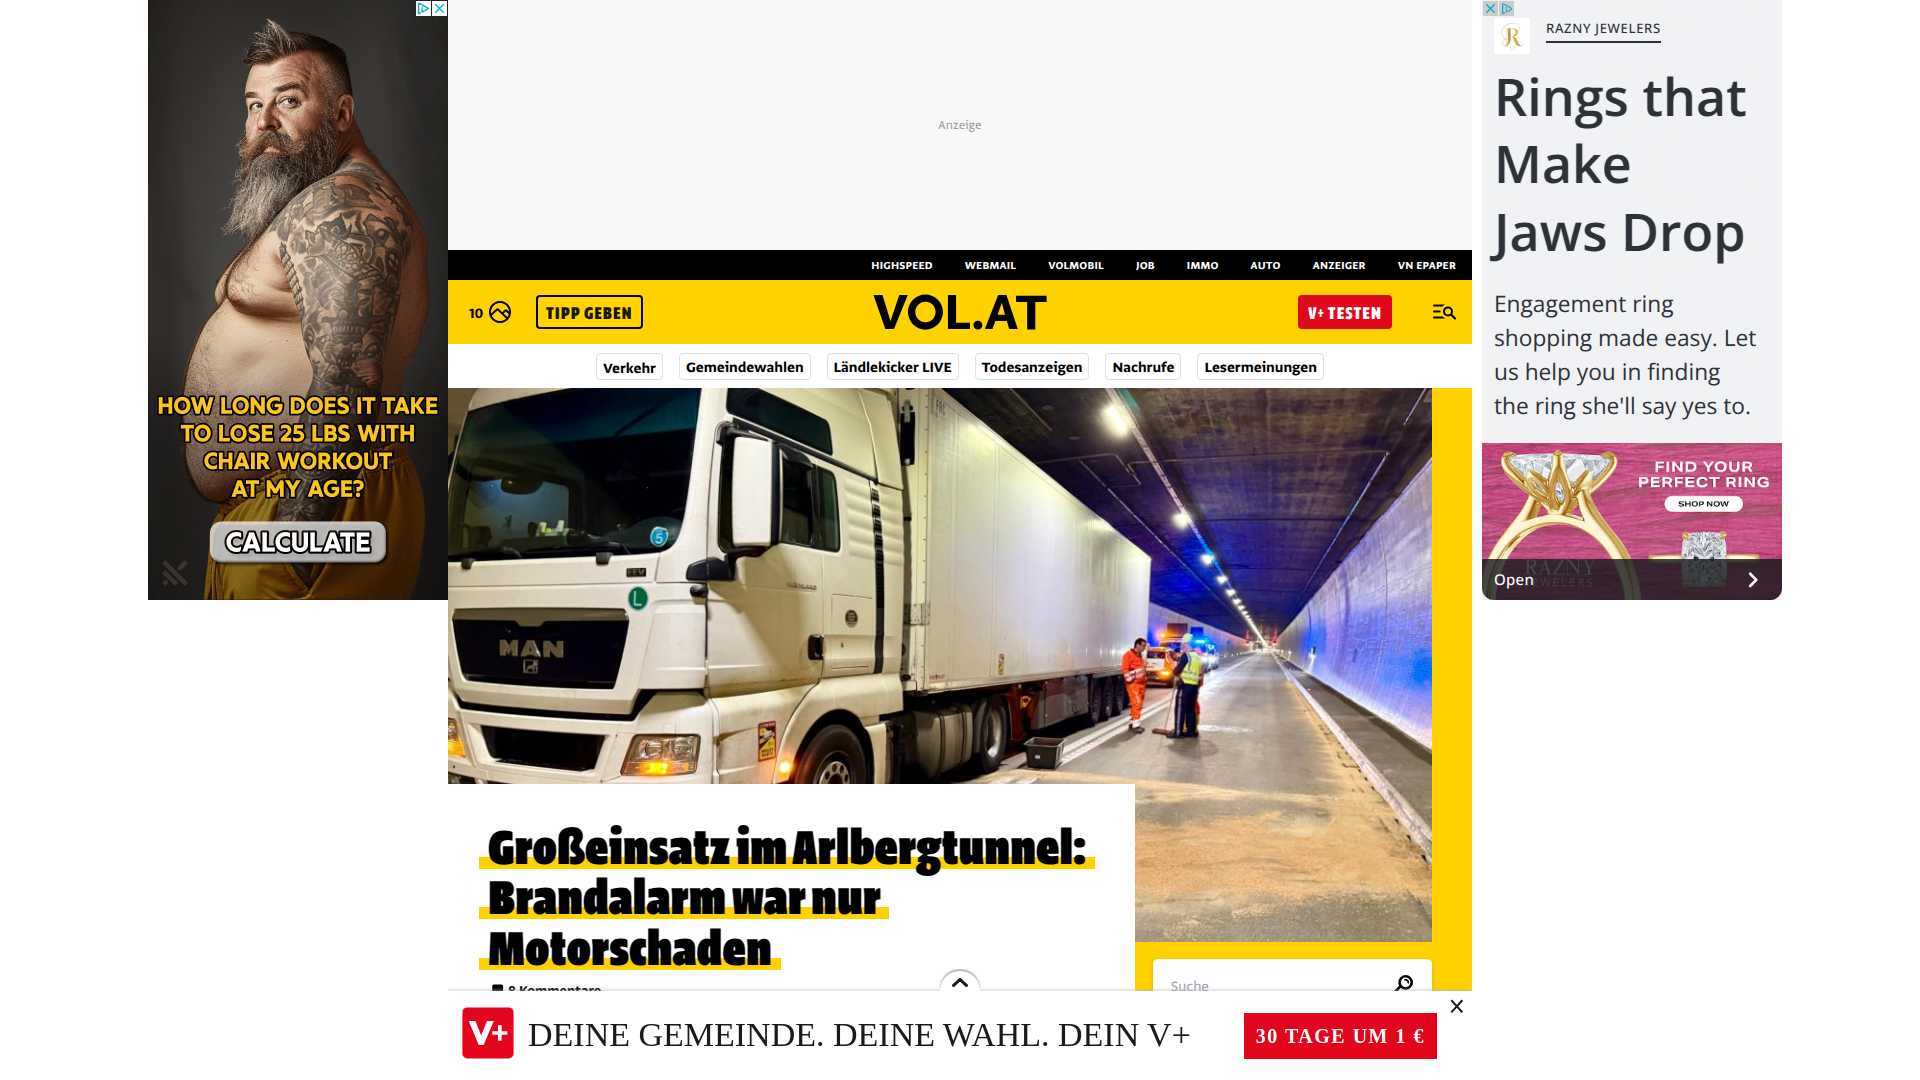 HOW LONG DOES IT TAKE
TO LOSE 25 LBS WITH
CHAIR WORKOUT
AT MY AGE?
CALCULATE
Anzeige
HIGHSPEED WEBMAIL VOLMOBIL JOB IMMO AUTO ANZEIGER VN EPAPER
10 TIPP GEBEN VOL.AT V+ TESTEN
Verkehr Gemeindewahlen Ländlekicker LIVE Todesanzeigen Nachrufe Lesermeinungen
5
L
MAN
Großeinsatz im Arlbergtunnel:
Brandalarm war nur
Motorschaden
8 Kommentare
Suche
V+ DEINE GEMEINDE. DEINE WAHL. DEIN V+ 30 TAGE UM 1 €
R
RAZNY JEWELERS
Rings that
Make
Jaws Drop
Engagement ring
shopping made easy. Let
us help you in finding
the ring she'll say yes to.
FIND YOUR
PERFECT RING
SHOP NOW
RAZNY
JEWELERS
Open